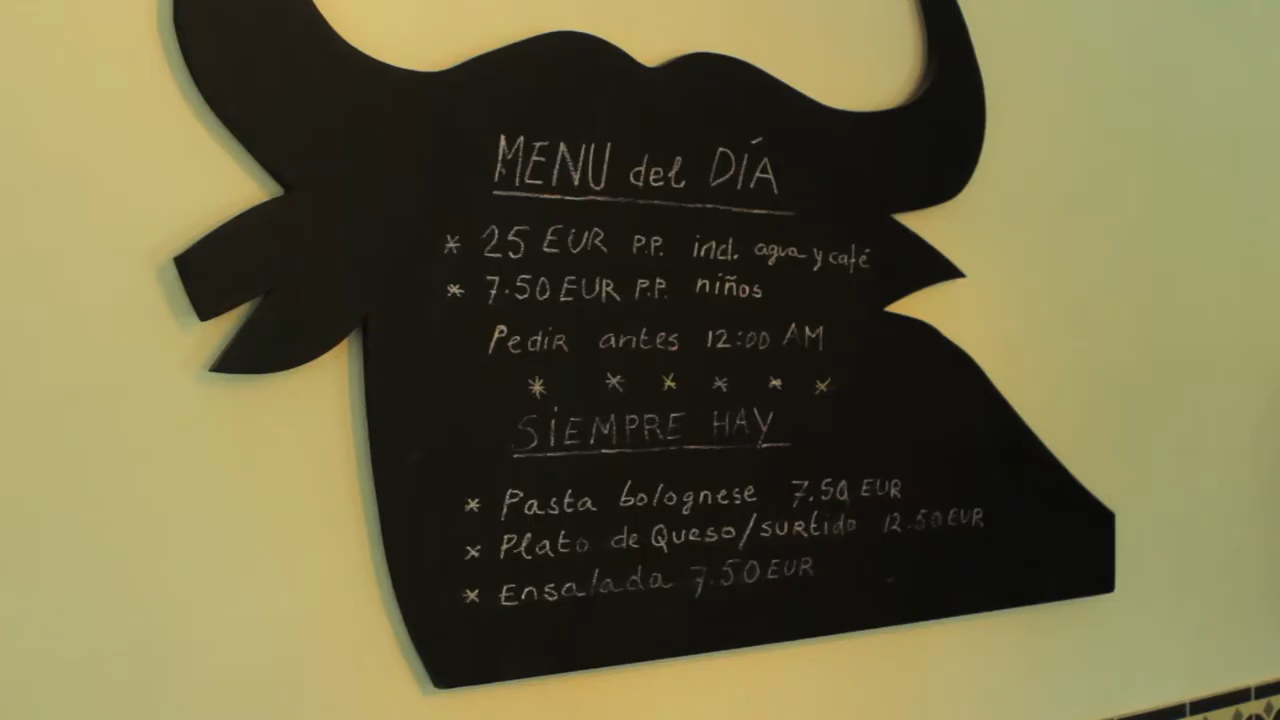 MENU del DÍA
* 25 EUR P.P. incl. agua y café
* 7.50 EUR P.P. niños
Pedir antes 12:00 AM
* * * * * *
SIEMPRE HAY
* Pasta bolognese 7.50 EUR
* Plato de Queso/surtido 12.50 EUR
* Ensalada 7.50 EUR